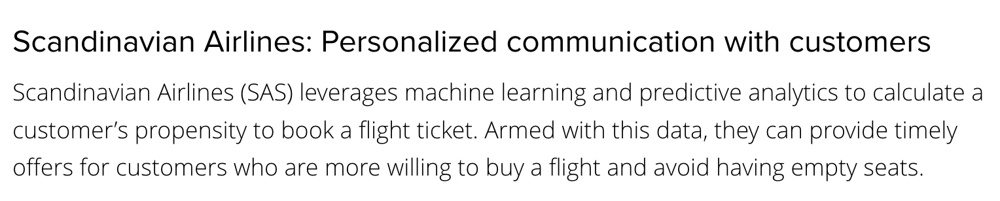 Scandinavian Airlines: Personalized communication with customers
Scandinavian Airlines (SAS) leverages machine learning and predictive analytics to calculate a
customer’s propensity to book a flight ticket. Armed with this data, they can provide timely
offers for customers who are more willing to buy a flight and avoid having empty seats.